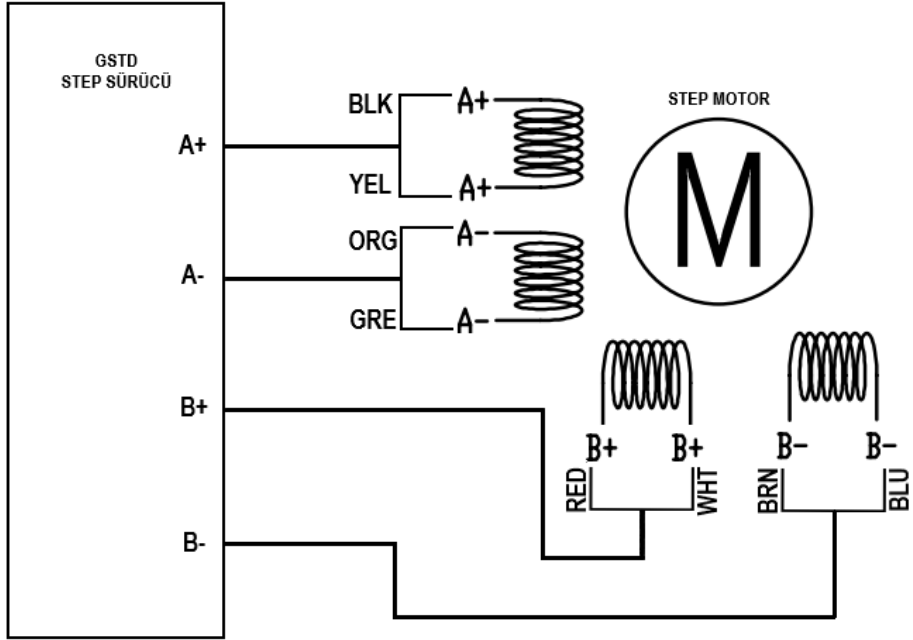 GSTD
STEP SÜRÜCÜ
A+
A-
B+
B-
BLK
A+
YEL
A+
ORG
A-
GRE
A-
STEP MOTOR
M
B+
B+
RED
WHT
B-
B-
BRN
BLU